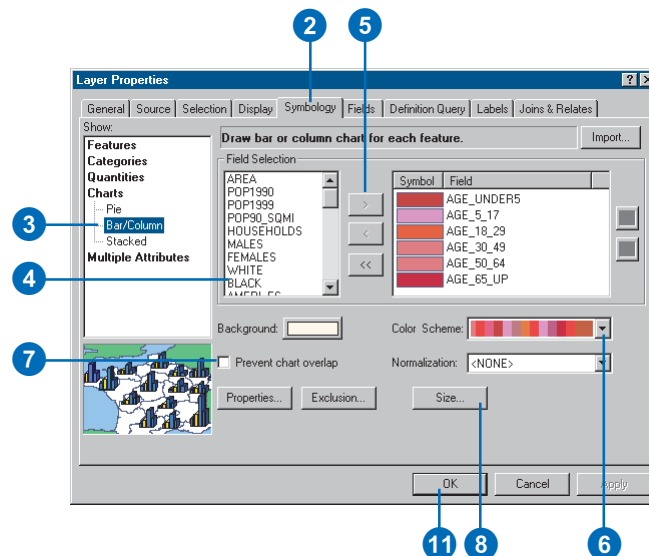 2
5
Layer Properties
General Source Selection Display Symbology Fields Definition Query Labels Joins & Relates
Show:
Features
Categories
Quantities
Charts
Pie
Bar/Column
Stacked
Multiple Attributes
3
Draw bar or column chart for each feature.
Import...
Field Selection
AREA
POP1990
POP1999
POP90_SQMI
HOUSEHOLDS
MALES
FEMALES
WHITE
BLACK
4
>
<
<<
Symbol Field
AGE_UNDER5
AGE_5_17
AGE_18_29
AGE_30_49
AGE_50_64
AGE_65_UP
Background:
Color Scheme:
7
Prevent chart overlap
Normalization: <NONE>
Properties...
Exclusion...
Size...
OK
Cancel
Apply
11
8
6